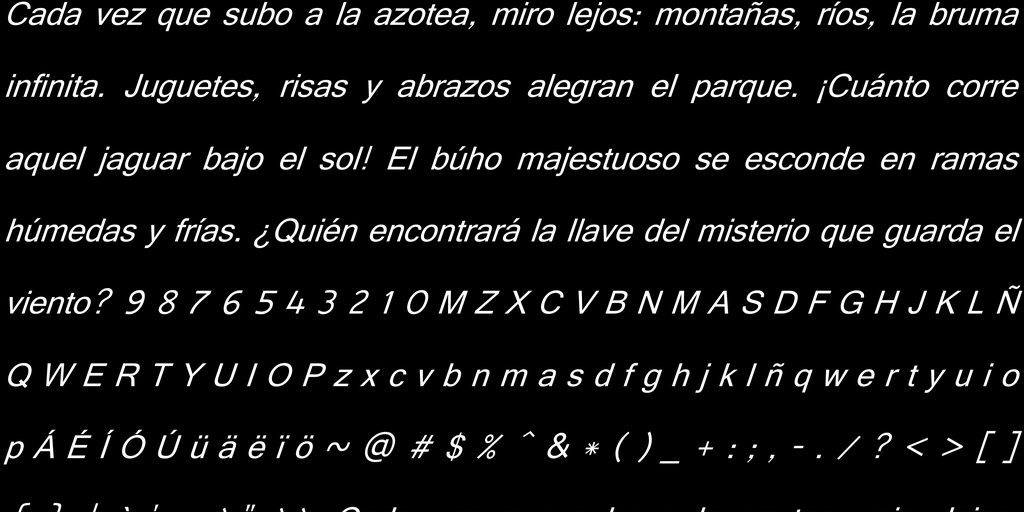 Cada vez que subo a la azotea, miro lejos: montañas, ríos, la bruma
infinita. Juguetes, risas y abrazos alegran el parque. ¡Cuánto corre
aquel jaguar bajo el sol! El búho majestuoso se esconde en ramas
húmedas y frías. ¿Quién encontrará la llave del misterio que guarda el
viento? 9 8 7 6 5 4 3 2 1 0 M Z X C V B N M A S D F G H J K L Ñ
Q W E R T Y U I O P z x c v b n m a s d f g h j k l ñ q w e r t y u i o
p Á É Í Ó Ú ü ä ë ï ö ~ @ # $ % ^ & * ( ) _ + : ; , - . / ? < > [ ]